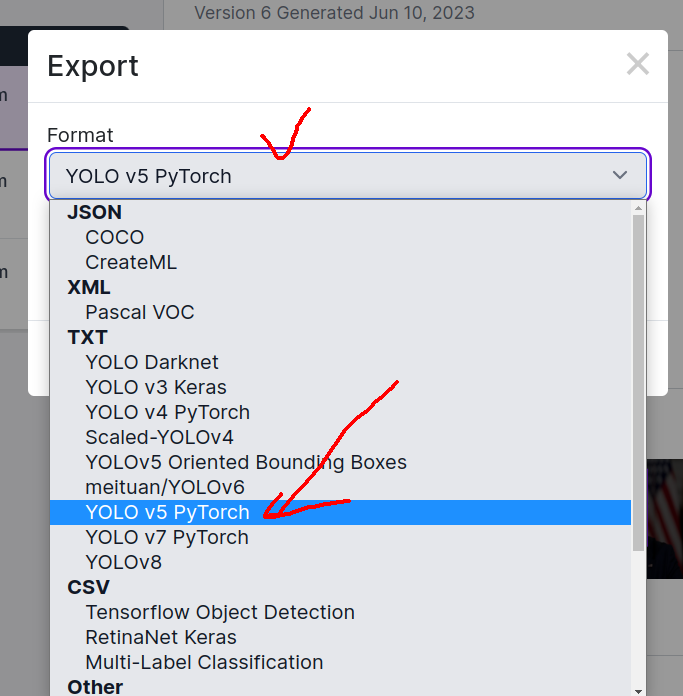 Version 6 Generated Jun 10, 2023
Export
m
Format
YOLO v5 PyTorch
m
JSON
COCO
CreateML
m
XML
Pascal VOC
TXT
YOLO Darknet
YOLO v3 Keras
YOLO v4 PyTorch
Scaled-YOLOv4
YOLOv5 Oriented Bounding Boxes
meituan/YOLOv6
YOLO v5 PyTorch
YOLO v7 PyTorch
YOLOv8
CSV
Tensorflow Object Detection
RetinaNet Keras
Multi-Label Classification
Other